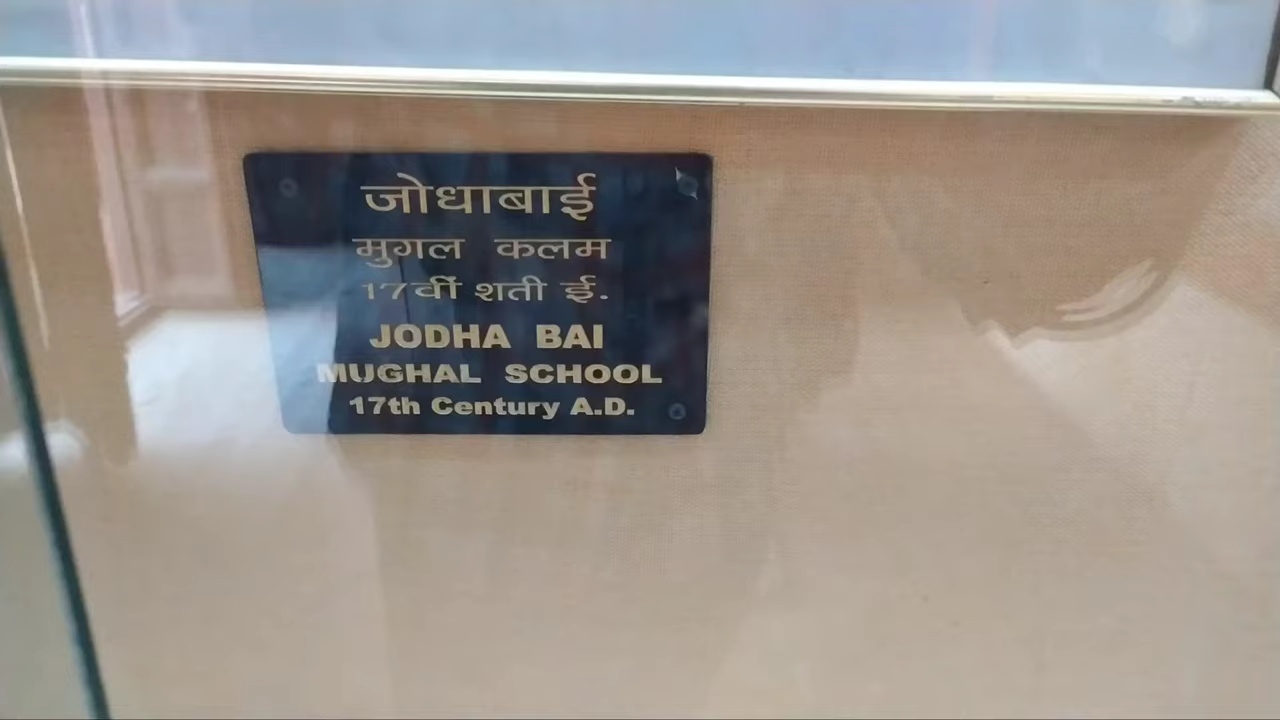 जोधाबाई
मुगल कलम
17वीं शती ई.
JODHA BAI
MUGHAL SCHOOL
17th Century A.D.